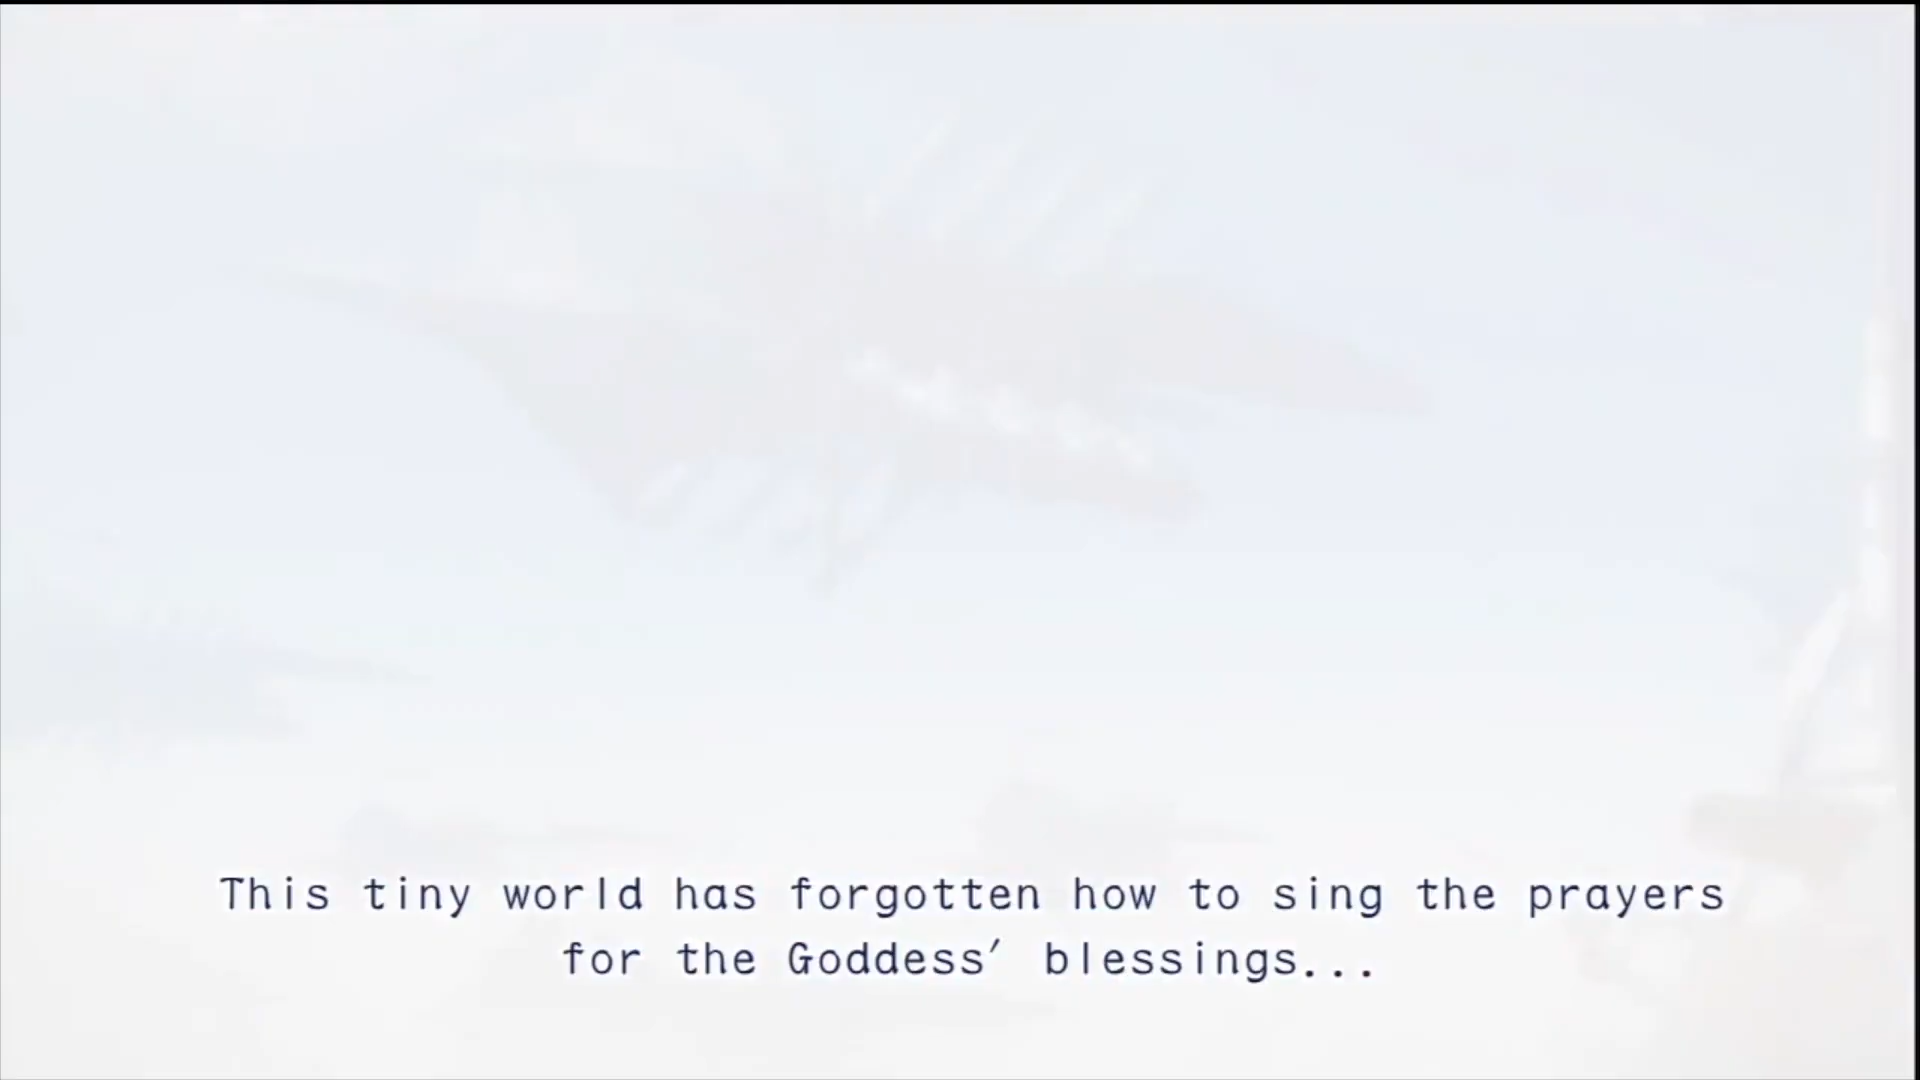 This tiny world has forgotten how to sing the prayers
for the Goddess' blessings...